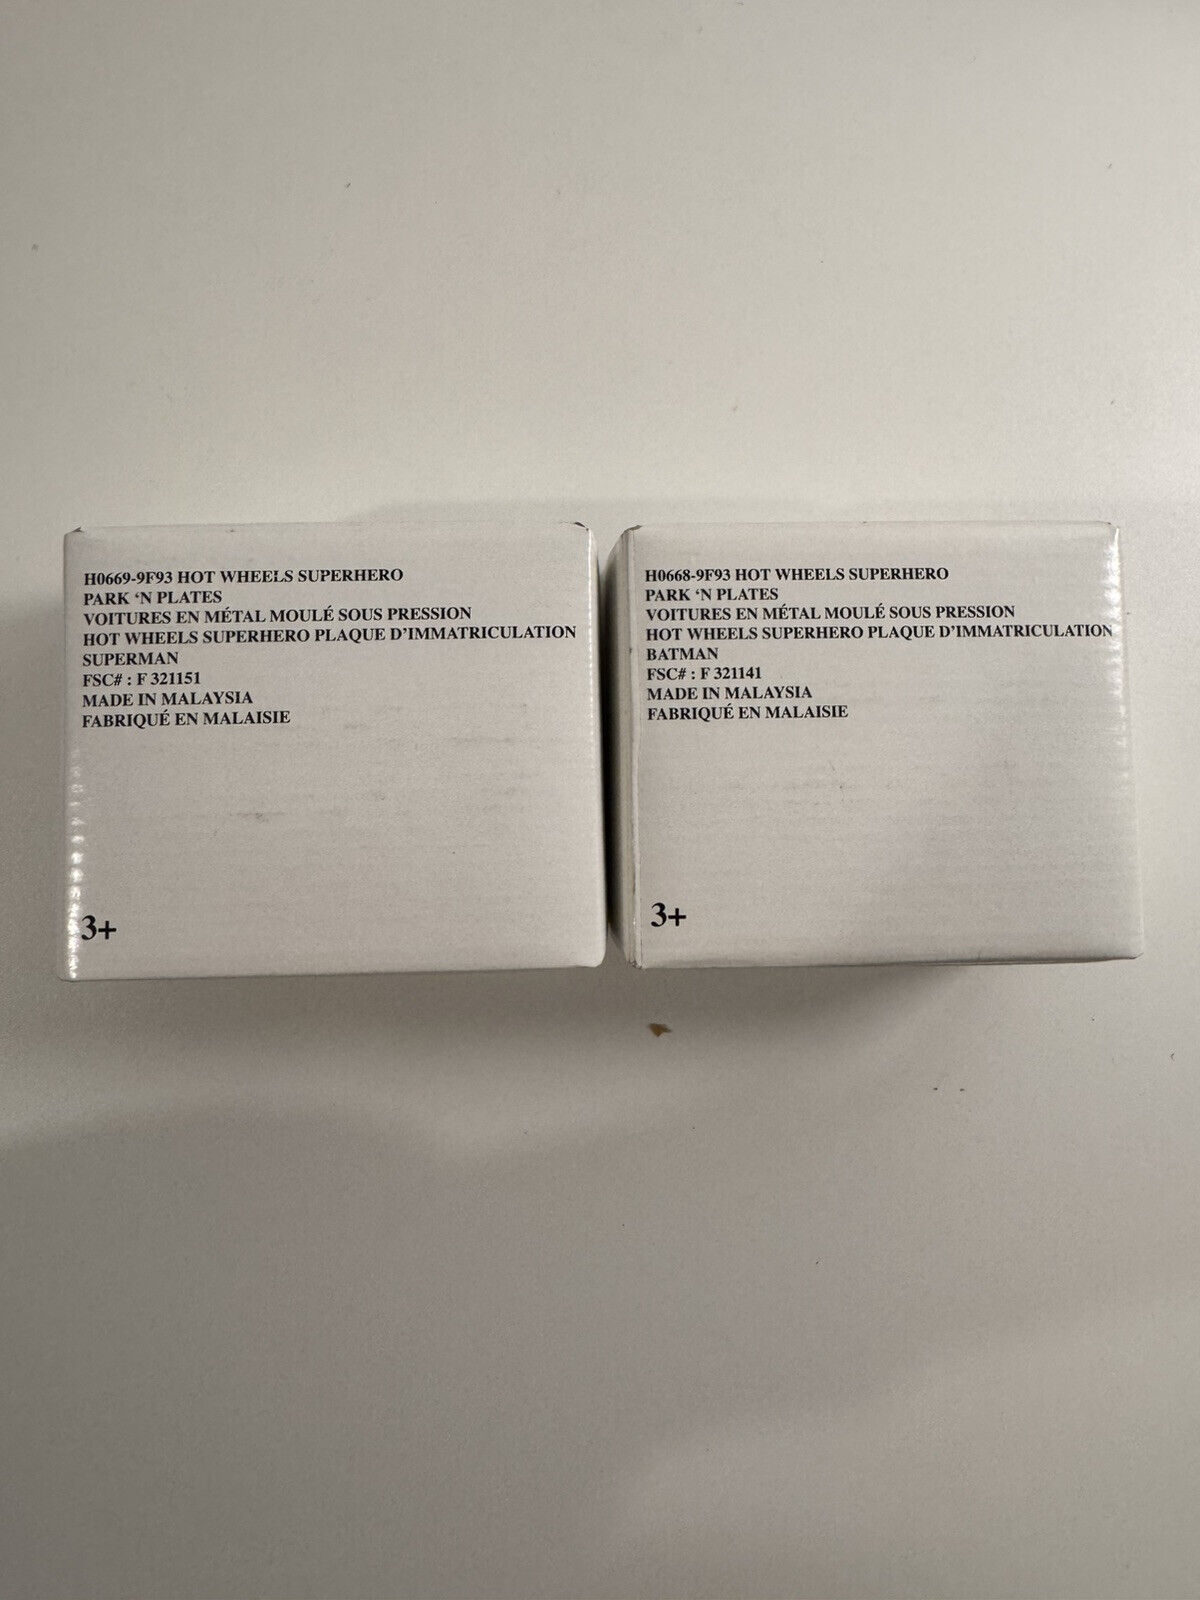 H0669-9F93 HOT WHEELS SUPERHERO
PARK ‘N PLATES
VOITURES EN MÉTAL MOULÉ SOUS PRESSION
HOT WHEELS SUPERHERO PLAQUE D’IMMATRICULATION
SUPERMAN
FSC# : F 321151
MADE IN MALAYSIA
FABRIQUÉ EN MALAISIE
3+
H0668-9F93 HOT WHEELS SUPERHERO
PARK ‘N PLATES
VOITURES EN MÉTAL MOULÉ SOUS PRESSION
HOT WHEELS SUPERHERO PLAQUE D’IMMATRICULATION
BATMAN
FSC# : F 321141
MADE IN MALAYSIA
FABRIQUÉ EN MALAISIE
3+